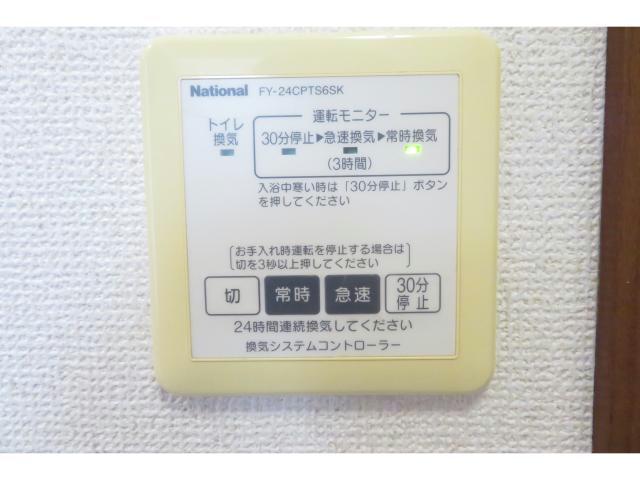 National FY-24CPTS6SK
運転モニター
トイレ
換気
30分停止▶急速換気▶常時換気
(3時間)
入浴中寒い時は「30分停止」ボタン
を押してください
お手入れ時運転を停止する場合は
切を3秒以上押してください
切 常時 急速 30分
停止
24時間連続換気してください
換気システムコントローラー